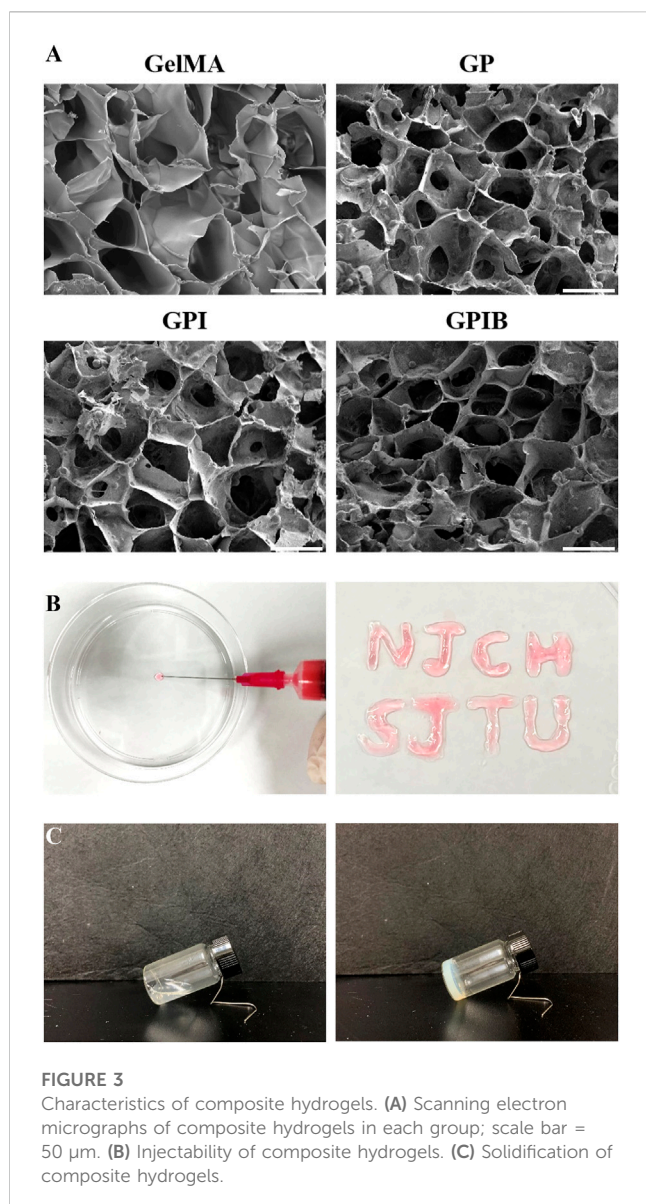 A
GelMA GP
GPI GPIB
B
NJCH
SJTU
C
FIGURE 3
Characteristics of composite hydrogels. (A) Scanning electron
micrographs of composite hydrogels in each group; scale bar =
50 μm. (B) Injectability of composite hydrogels. (C) Solidification of
composite hydrogels.